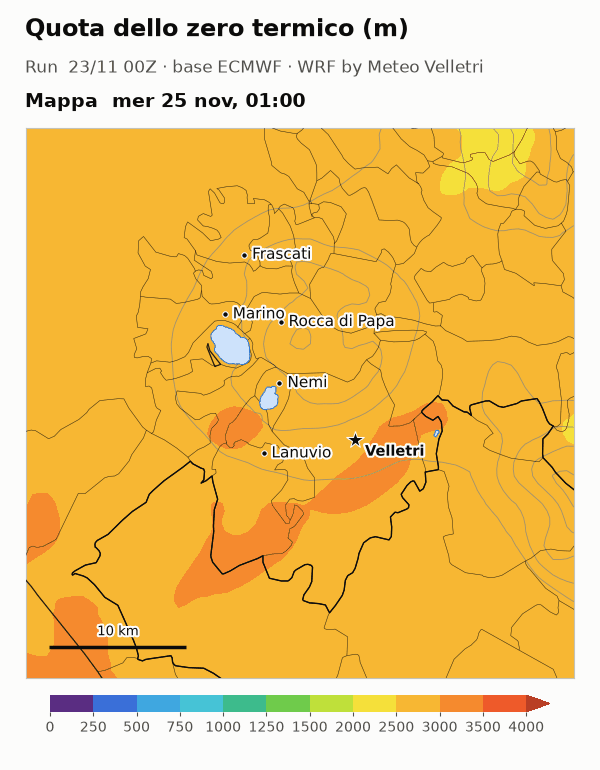 Quota dello zero termico (m)
Run  23/11 00Z · base ECMWF · WRF by Meteo Velletri
Mappa  mer 25 nov, 01:00
Frascati
Marino
Rocca di Papa
Nemi
Lanuvio
Velletri
10 km
0 250 500 750 1000 1250 1500 2000 2500 3000 3500 4000